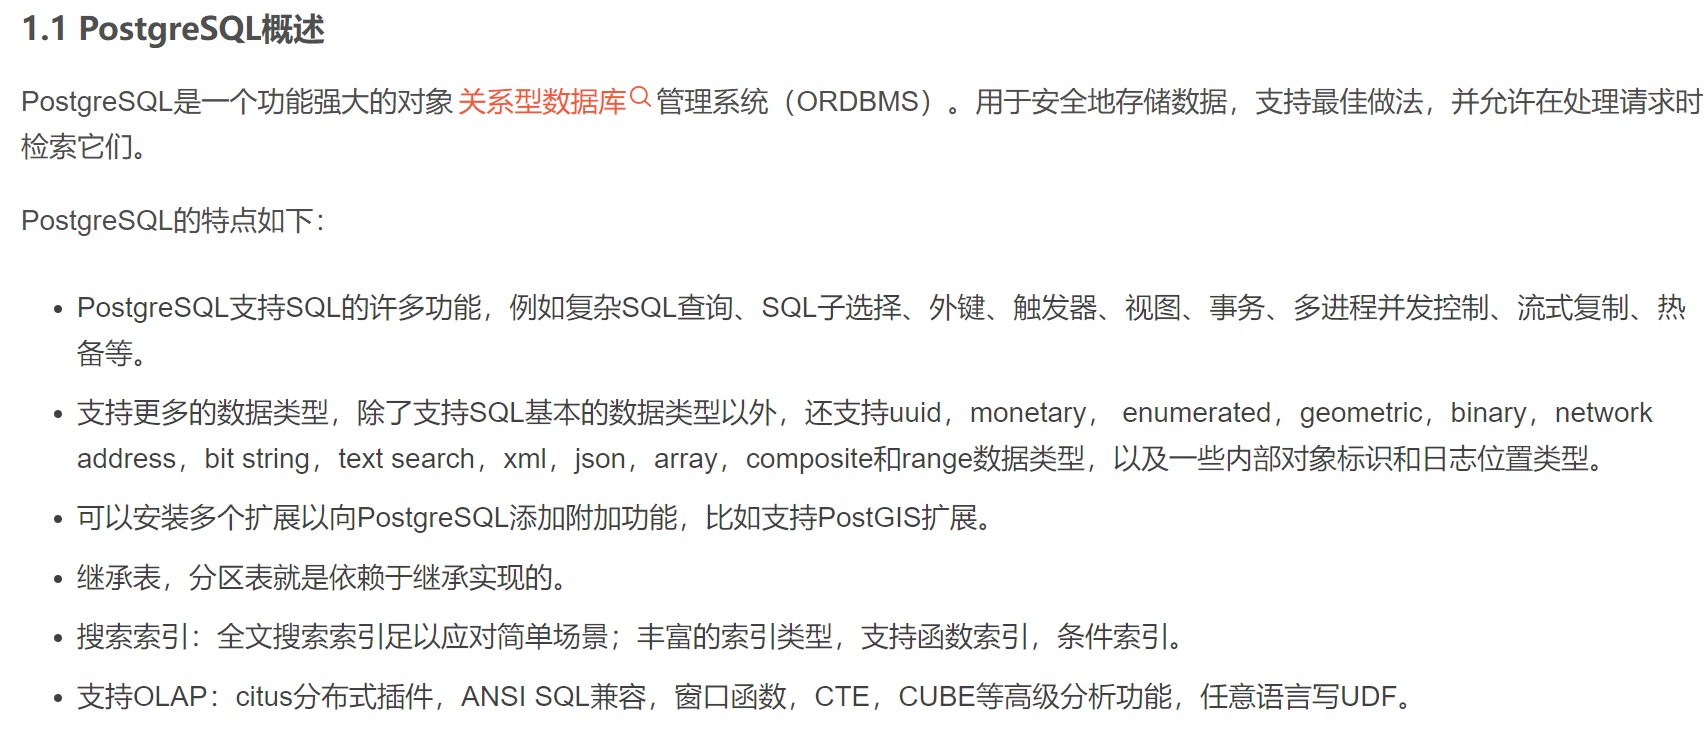 1.1 PostgreSQL概述
PostgreSQL是一个功能强大的对象 关系型数据库 管理系统（ORDBMS）。用于安全地存储数据，支持最佳做法，并允许在处理请求时
检索它们。
PostgreSQL的特点如下：
• PostgreSQL支持SQL的许多功能，例如复杂SQL查询、SQL子选择、外键、触发器、视图、事务、多进程并发控制、流式复制、热
备等。
• 支持更多的数据类型，除了支持SQL基本的数据类型以外，还支持uuid，monetary， enumerated，geometric，binary，network
address，bit string，text search，xml，json，array，composite和range数据类型，以及一些内部对象标识和日志位置类型。
• 可以安装多个扩展以向PostgreSQL添加附加功能，比如支持PostGIS扩展。
• 继承表，分区表就是依赖于继承实现的。
• 搜索索引：全文搜索索引足以应对简单场景；丰富的索引类型，支持函数索引，条件索引。
• 支持OLAP：citus分布式插件，ANSI SQL兼容，窗口函数，CTE，CUBE等高级分析功能，任意语言写UDF。